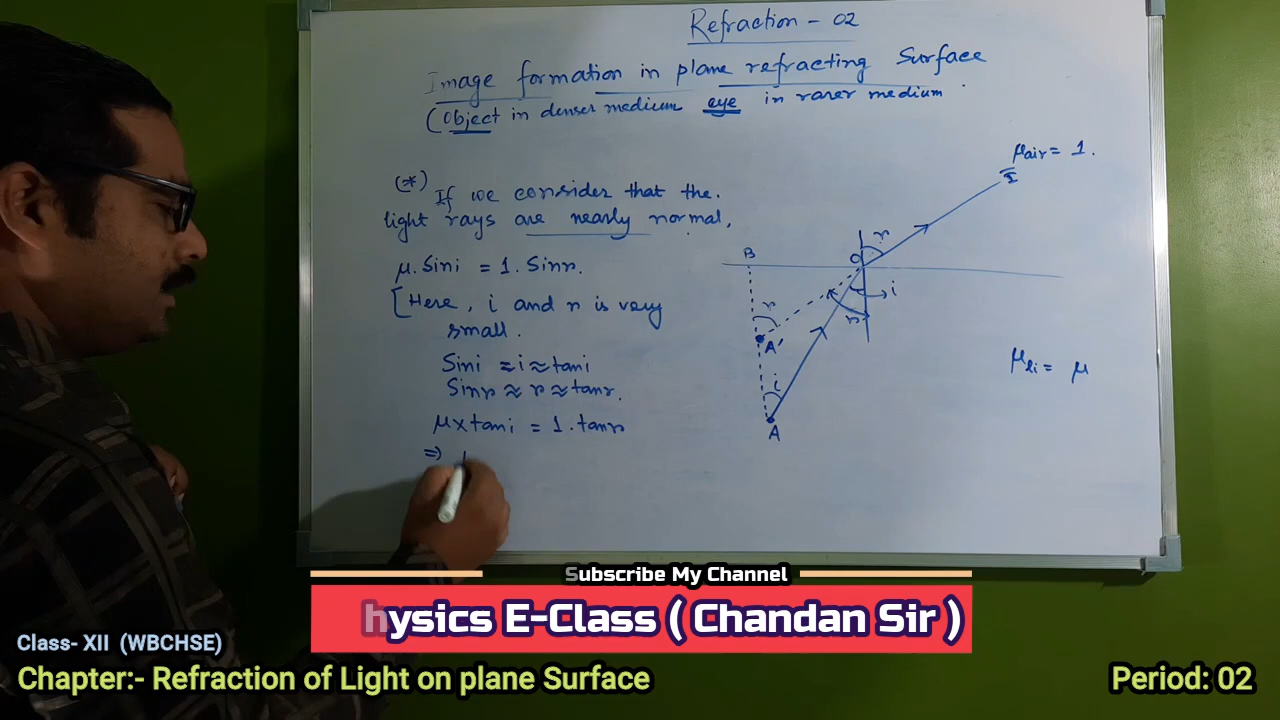 Refraction - 02
Image formation in plane refracting Surface
(Object in denser medium eye in rarer medium.
(*) If we consider that the.
light rays are nearly normal,
μ. Sini = 1. Sinr.
[Here, i and r is very
small.
Sini ≈ i ≈ tani
Sinr ≈ r ≈ tanr.
μ x tani = 1. tanr
⇒
μair = 1.
B
O
r
i
r
r
A'
i
A
μli = μ
Subscribe My Channel
hysics E-Class ( Chandan Sir )
Class- XII (WBCHSE)
Chapter:- Refraction of Light on plane Surface
Period: 02